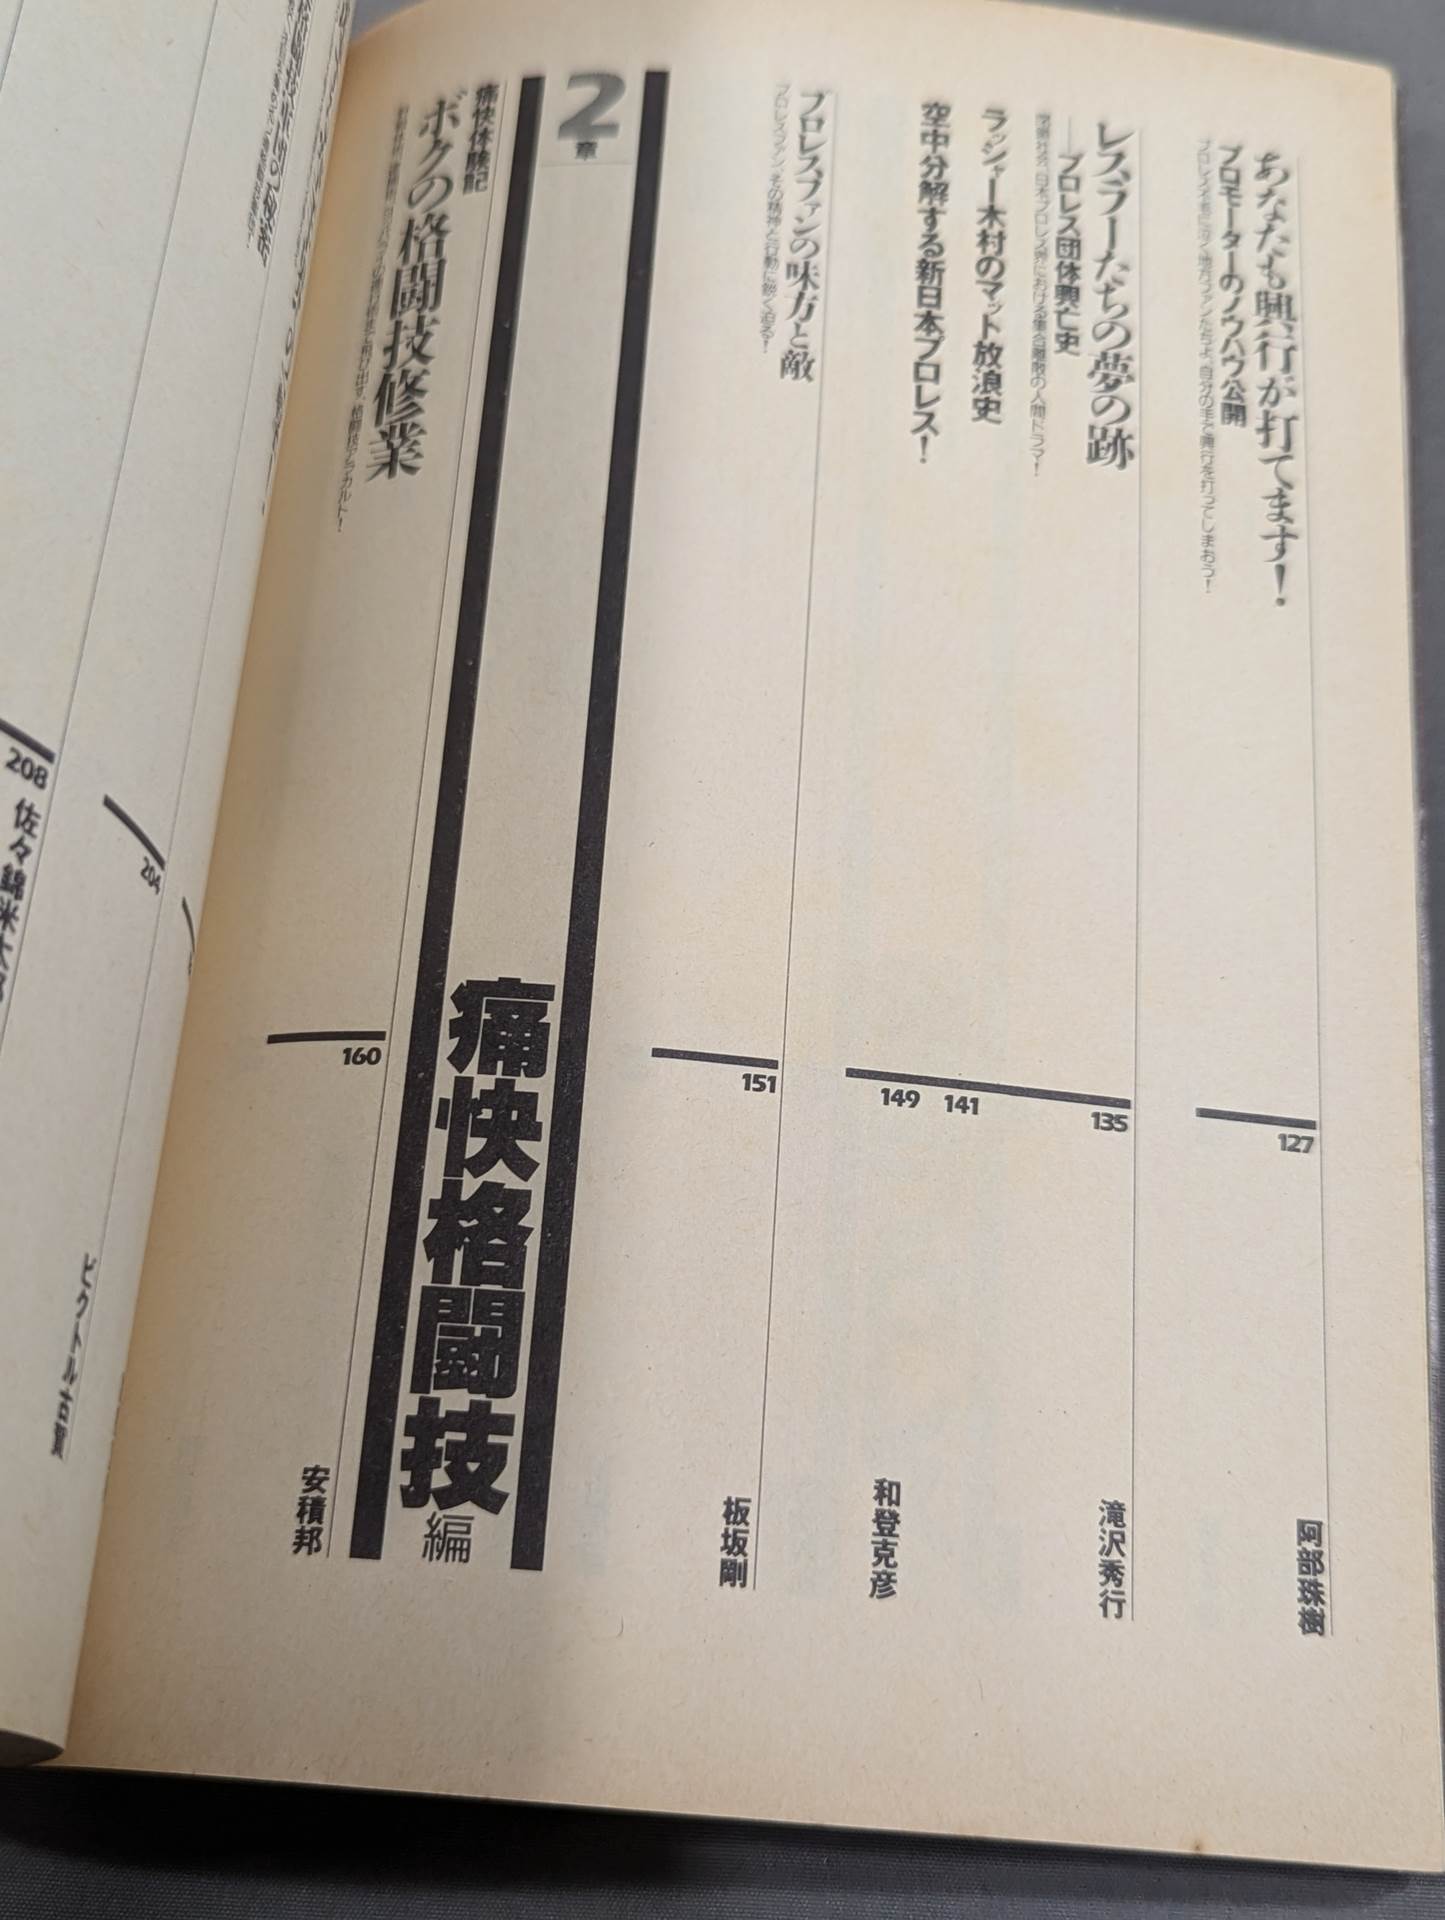 あなたも興行が打てます!
プロモーターのノウハウ公開
プロレス不毛に泣く地方ファンたちよ、自分の手で興行を打ってしまおう!
127
阿部珠樹
レスラーたちの夢の跡
──プロレス団体興亡史
日本プロレス界における集合離散の人間ドラマ!
135
滝沢秀行
ラッシャー木村のマット放浪史
141
空中分解する新日本プロレス!
149
和登克彦
プロレスファンの味方と敵
プロレスファン、その精神と行動に鋭く迫る!
151
板坂剛
2章
痛快格闘技編
痛快体験記
ボクの格闘技修業
格闘技アラカルト!
160
安積邦
204
ビクトル古賀
208
佐々錦米太郎